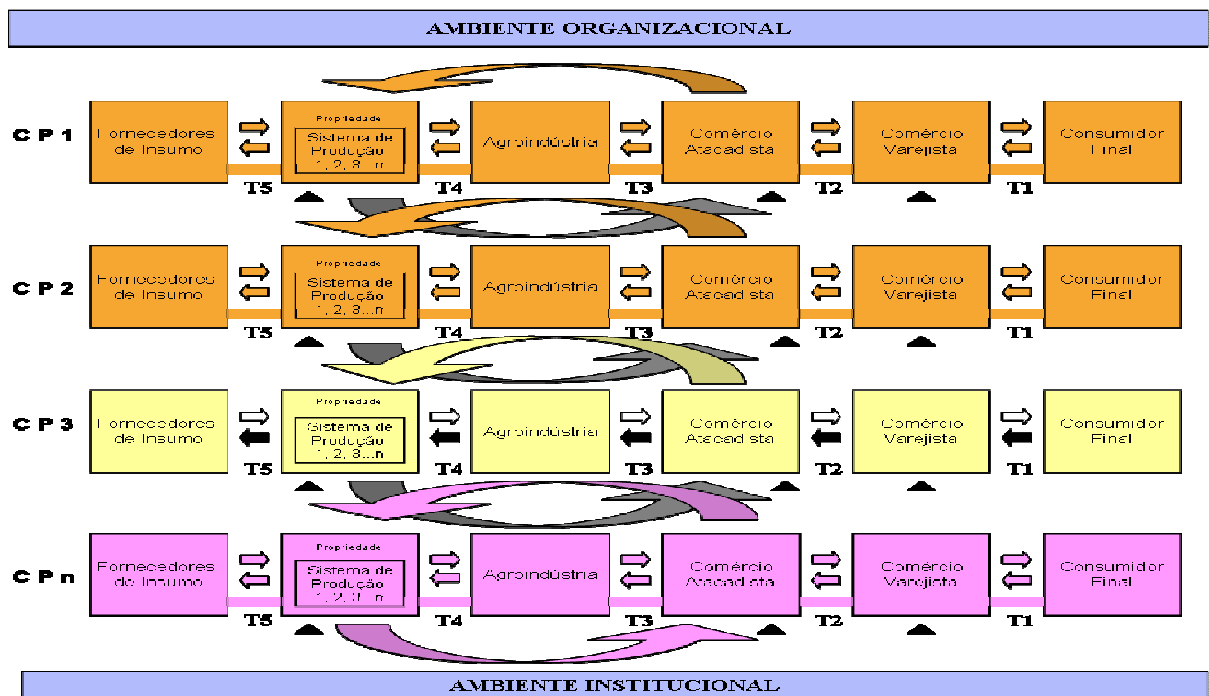 AMBIENTE ORGANIZACIONAL
C P 1
Fornecedores
de Insumo
Propriedade
Sistema de
Produção
1, 2, 3...n
Agroindústria
Comércio
Atacadista
Comércio
Varejista
Consumidor
Final
T5
T4
T3
T2
T1
C P 2
Fornecedores
de Insumo
Propriedade
Sistema de
Produção
1, 2, 3...n
Agroindústria
Comércio
Atacadista
Comércio
Varejista
Consumidor
Final
T5
T4
T3
T2
T1
C P 3
Fornecedores
de Insumo
Propriedade
Sistema de
Produção
1, 2, 3...n
Agroindústria
Comércio
Atacadista
Comércio
Varejista
Consumidor
Final
T5
T4
T3
T2
T1
C P n
Fornecedores
de Insumo
Propriedade
Sistema de
Produção
1, 2, 3...n
Agroindústria
Comércio
Atacadista
Comércio
Varejista
Consumidor
Final
T5
T4
T3
T2
T1
AMBIENTE INSTITUCIONAL